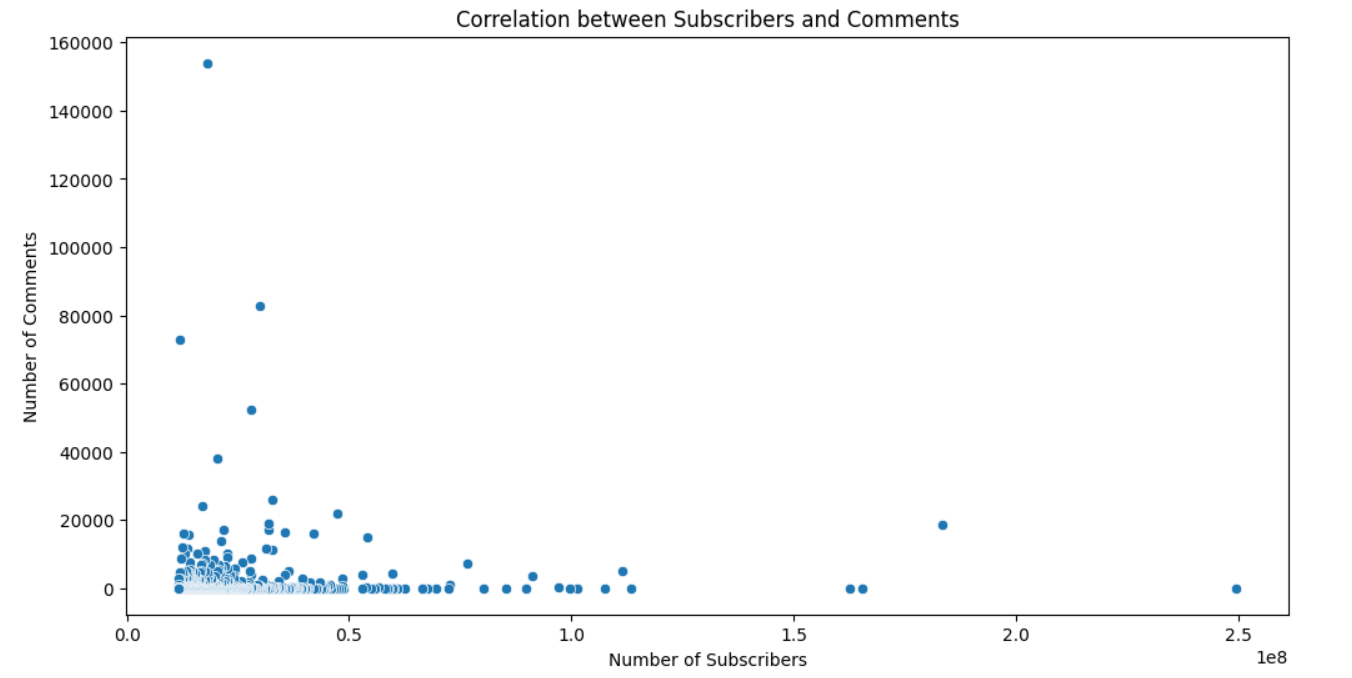 Correlation between Subscribers and Comments
160000
140000
120000
100000
80000
60000
40000
20000
0
Number of Comments
0.0 0.5 1.0 1.5 2.0 2.5
1e8
Number of Subscribers